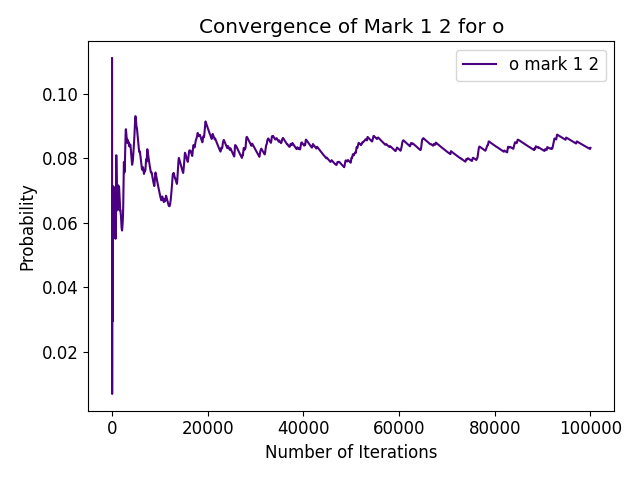 Convergence of Mark 1 2 for o
o mark 1 2
Probability
0.10
0.08
0.06
0.04
0.02
0 20000 40000 60000 80000 100000
Number of Iterations